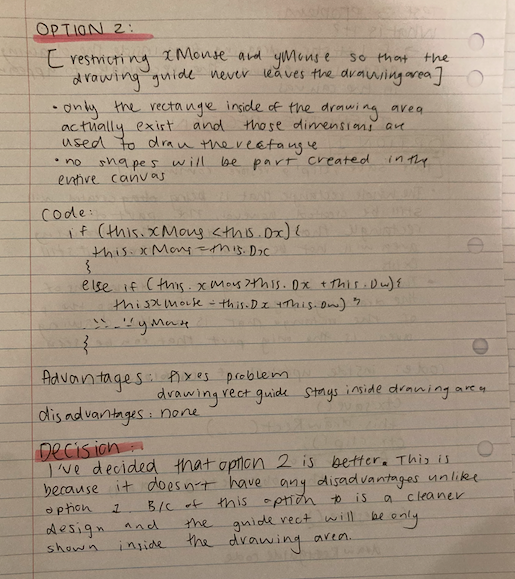 OPTION 2:
[restricting xMouse and yMouse so that the
drawing guide never leaves the drawing area]
• only the rectangle inside of the drawing area
actually exist and those dimensions are
used to draw the rectangle
• no shapes will be part created in the
entire canvas
code:
if (this.xMous < this.Dx) {
this.xMous = this.Dx
}
else if (this.xMous > this.Dx + this.Dw) {
this xMouse = this.Dx + this.Dw)
" " yMouse
}
Advantages: fixes problem
drawing rect guide stays inside drawing area
disadvantages: none
Decision:
I've decided that option 2 is better. This is
because it doesn't have any disadvantages unlike
option 1. B/c of this option is a cleaner
design and the guide rect will be only
shown inside the drawing area.